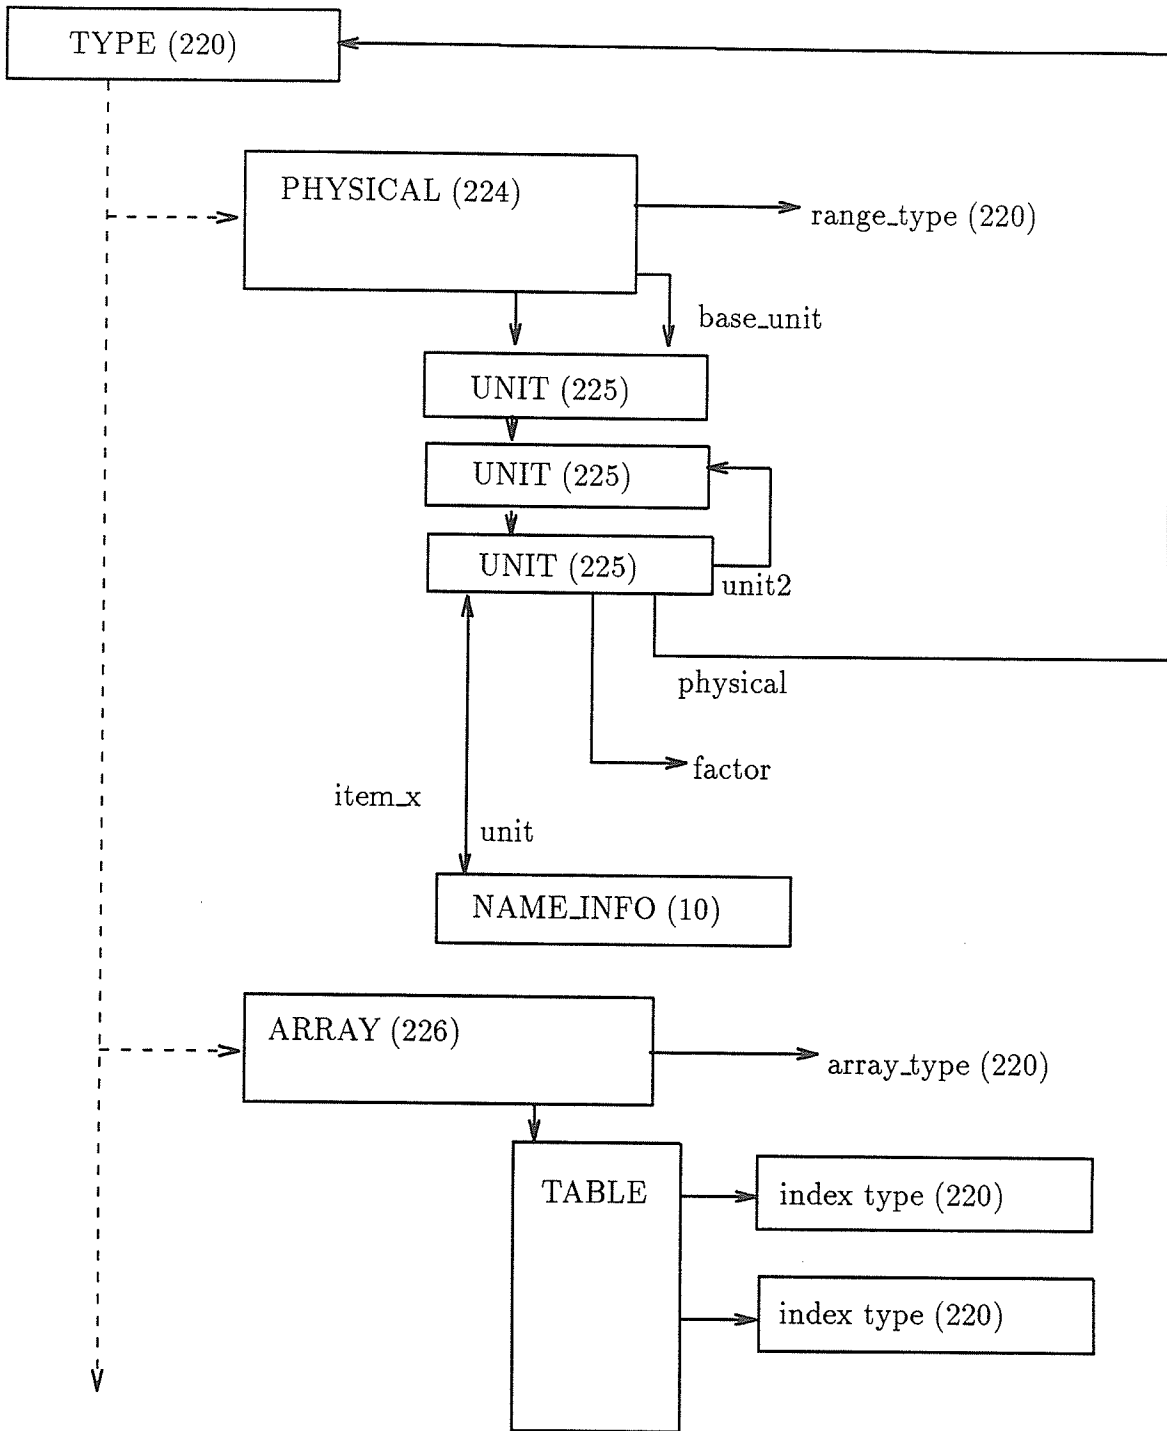 TYPE (220)
PHYSICAL (224)
range_type (220)
base_unit
UNIT (225)
UNIT (225)
UNIT (225)
unit2
physical
factor
item_x
unit
NAME_INFO (10)
ARRAY (226)
array_type (220)
TABLE
index type (220)
index type (220)